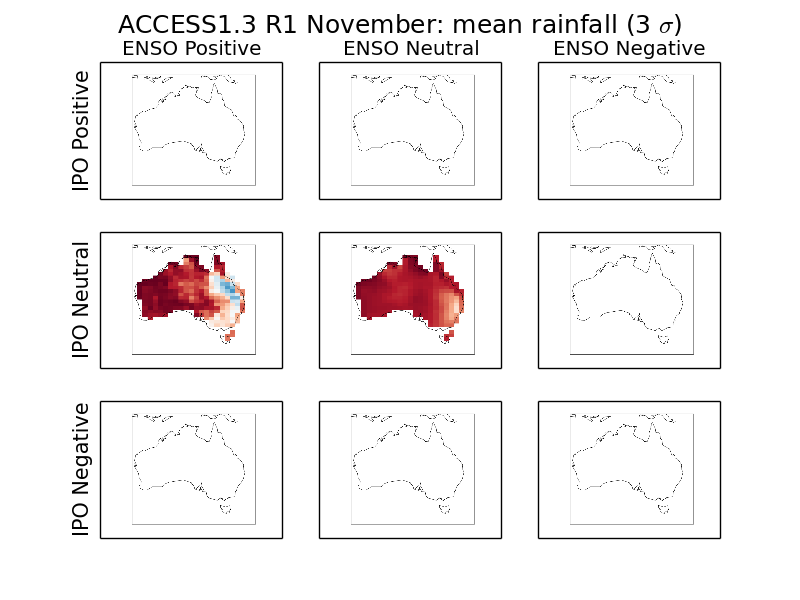 ACCESS1.3 R1 November: mean rainfall (3 σ)
ENSO Positive ENSO Neutral ENSO Negative
IPO Positive
IPO Neutral
IPO Negative